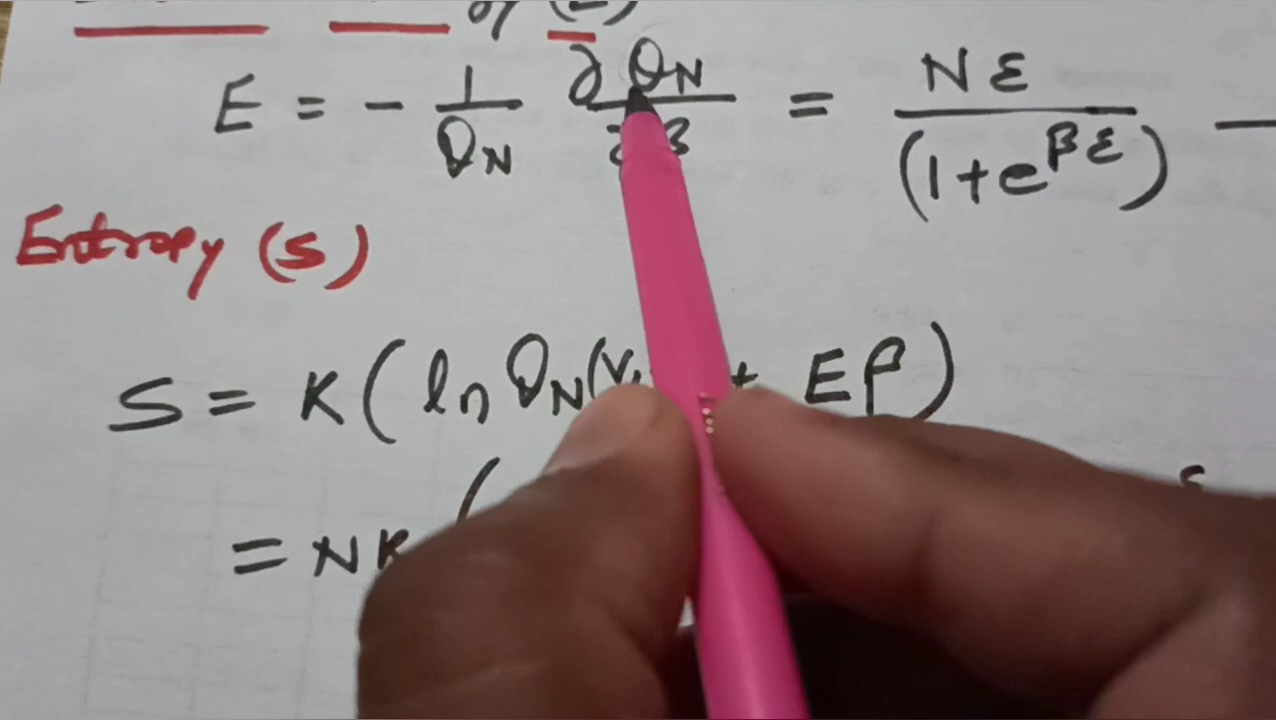 of (E)
E = - 1/Q_N ∂Q_N/∂β = Nε/(1+e^{βε}) —
Entropy (S)
S = K ( ln Q_N (V, + Eβ )
= NK (